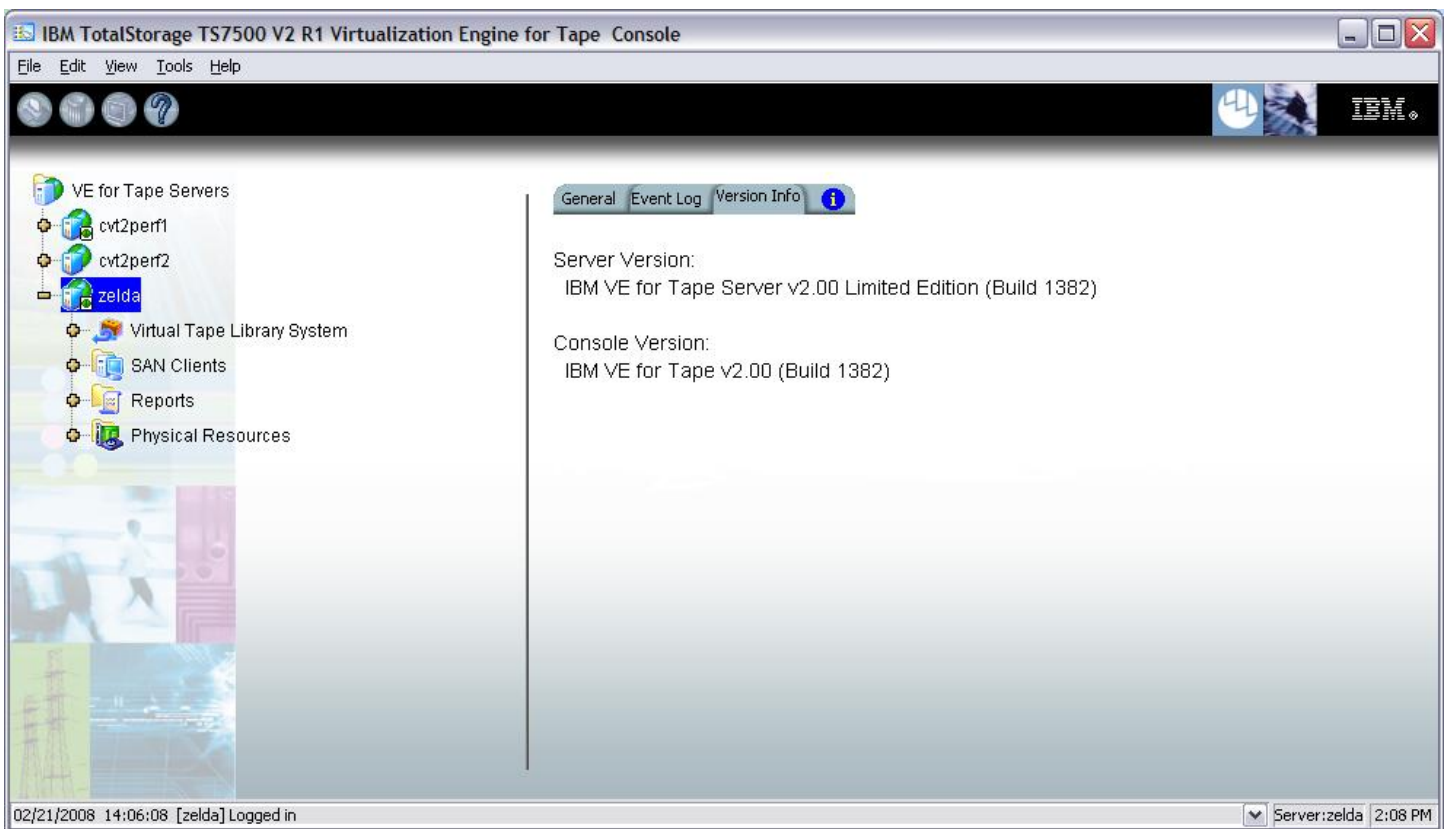 IBM TotalStorage TS7500 V2 R1 Virtualization Engine for Tape Console
File Edit View Tools Help
IBM
VE for Tape Servers
cvt2perf1
cvt2perf2
zelda
Virtual Tape Library System
SAN Clients
Reports
Physical Resources
General Event Log Version Info
Server Version:
IBM VE for Tape Server v2.00 Limited Edition (Build 1382)
Console Version:
IBM VE for Tape v2.00 (Build 1382)
02/21/2008 14:06:08 [zelda] Logged in
Server:zelda 2:08 PM